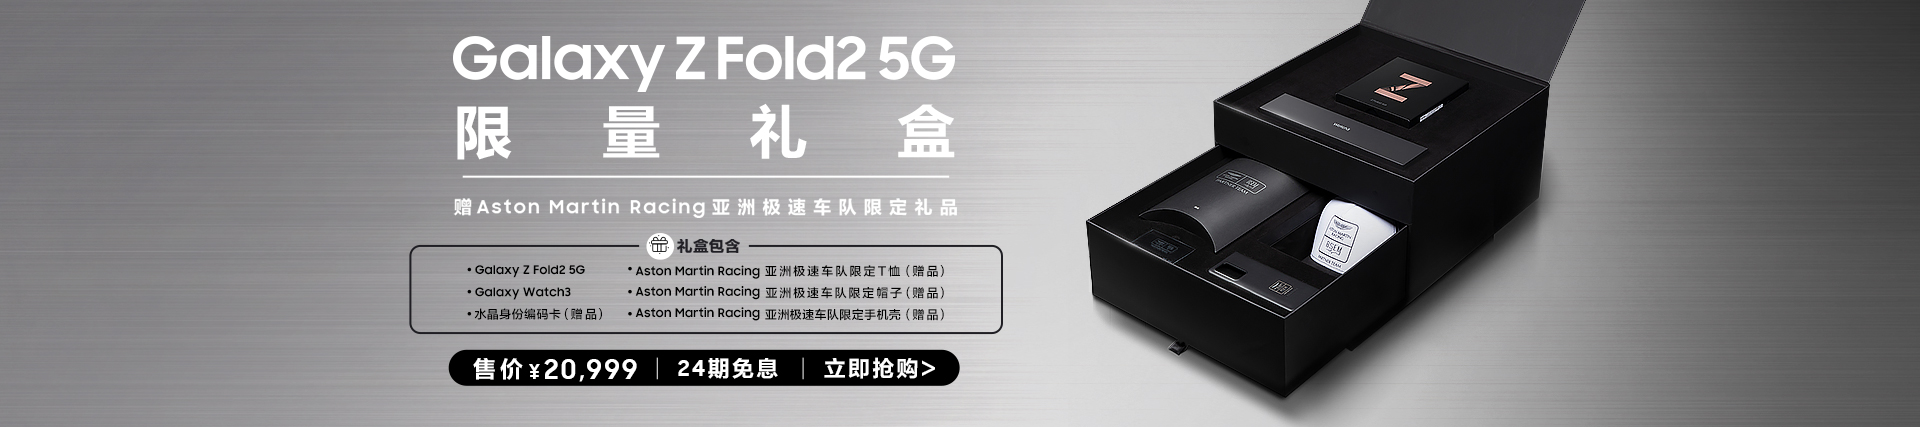 Galaxy Z Fold2 5G
限量礼盒
赠Aston Martin Racing亚洲极速车队限定礼品
礼盒包含
• Galaxy Z Fold2 5G
• Galaxy Watch3
• 水晶身份编码卡（赠品）
• Aston Martin Racing 亚洲极速车队限定T恤（赠品）
• Aston Martin Racing 亚洲极速车队限定帽子（赠品）
• Aston Martin Racing 亚洲极速车队限定手机壳（赠品）
售价¥20,999 | 24期免息 | 立即抢购>
PARTNER TEAM
PARTNER TEAM